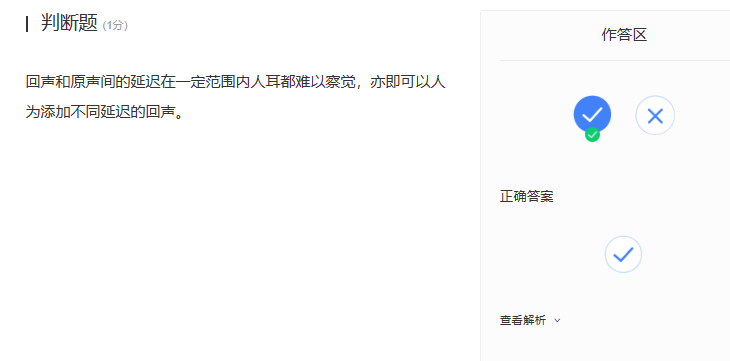 判断题 (1分)
回声和原声间的延迟在一定范围内人耳都难以察觉，亦即可以人
为添加不同延迟的回声。
作答区
正确答案
查看解析